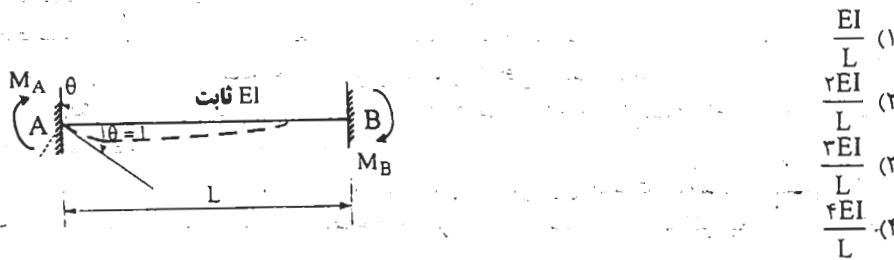 EI
L (۱
۲EI
L (۲
۳EI
L (۳
۴EI
L (۴
M_A θ
EI ثابت
A θ = 1 B
M_B
L